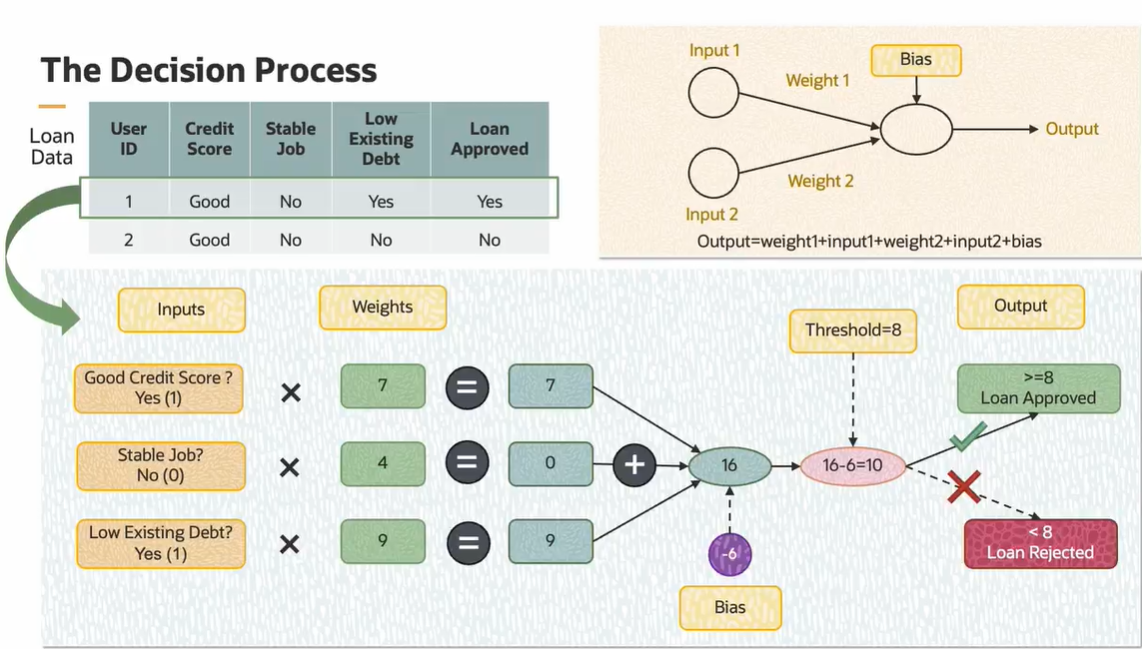 The Decision Process
Loan
Data
User
ID
Credit
Score
Stable
Job
Low
Existing
Debt
Loan
Approved
1 Good No Yes Yes
2 Good No No No
Input 1
Weight 1
Bias
Output
Weight 2
Input 2
Output=weight1+input1+weight2+input2+bias
Inputs
Weights
Threshold=8
Output
Good Credit Score ?
Yes (1)
× 7 = 7
Stable Job?
No (0)
× 4 = 0
Low Existing Debt?
Yes (1)
× 9 = 9
+
16
16-6=10
>=8
Loan Approved
< 8
Loan Rejected
-6
Bias